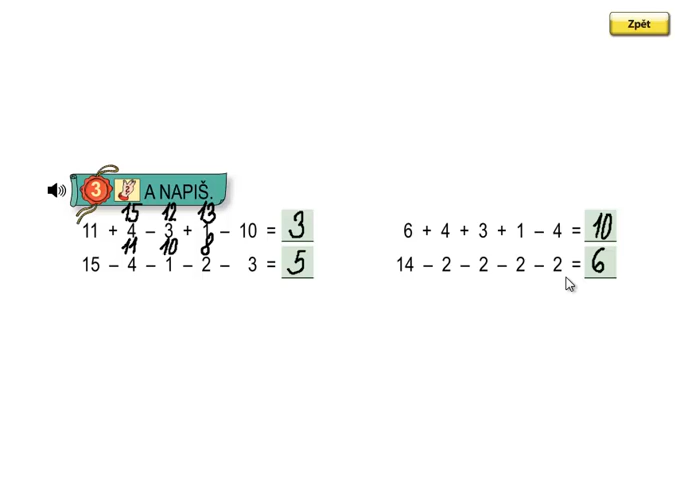 Zpět
3 2 A NAPIŠ.
15 12 13
11 + 4 – 3 + 1 – 10 = 3
11 10 8
15 – 4 – 1 – 2 – 3 = 5
6 + 4 + 3 + 1 – 4 = 10
14 – 2 – 2 – 2 – 2 = 6